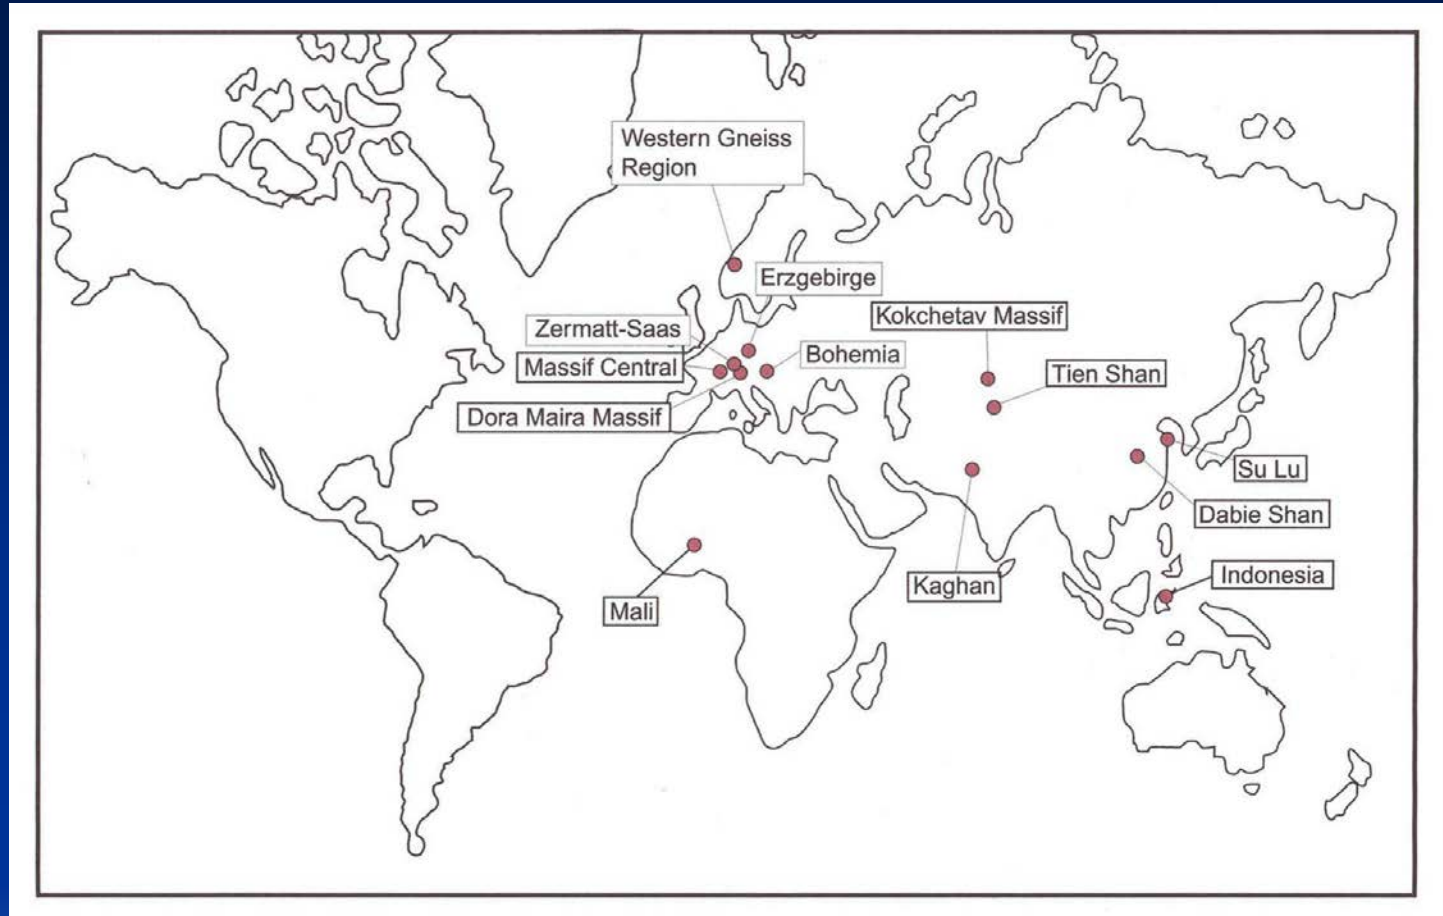 Western Gneiss
Region
Erzgebirge
Kokchetav Massif
Zermatt-Saas
Bohemia
Massif Central
Tien Shan
Dora Maira Massif
Su Lu
Dabie Shan
Indonesia
Kaghan
Mali